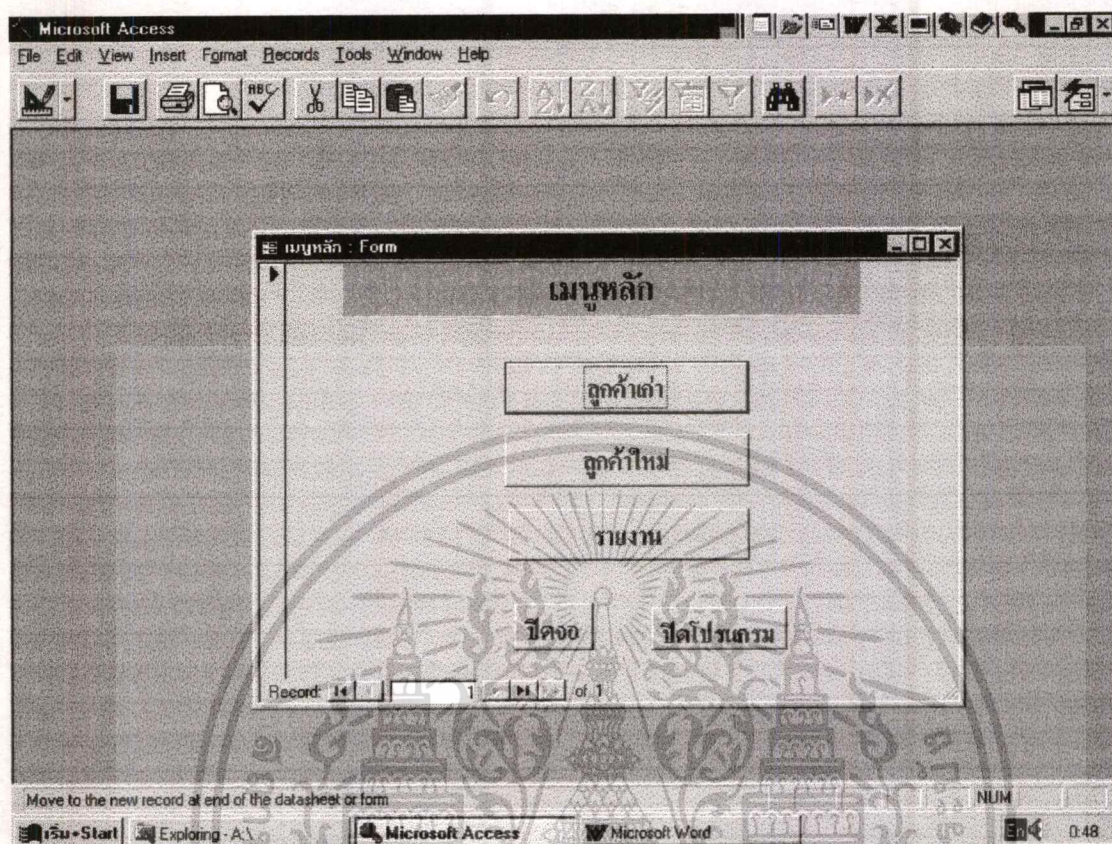 Microsoft Access
File Edit View Insert Format Records Tools Window Help
ABC
เมนูหลัก : Form
เมนูหลัก
ลูกค้าเก่า
ลูกค้าใหม่
รายงาน
ปิดจอ ปิดโปรแกรม
Record: 1 of 1
Move to the new record at end of the datasheet or form NUM
เริ่ม•Start Exploring - A:\ Microsoft Access Microsoft Word En 0:48